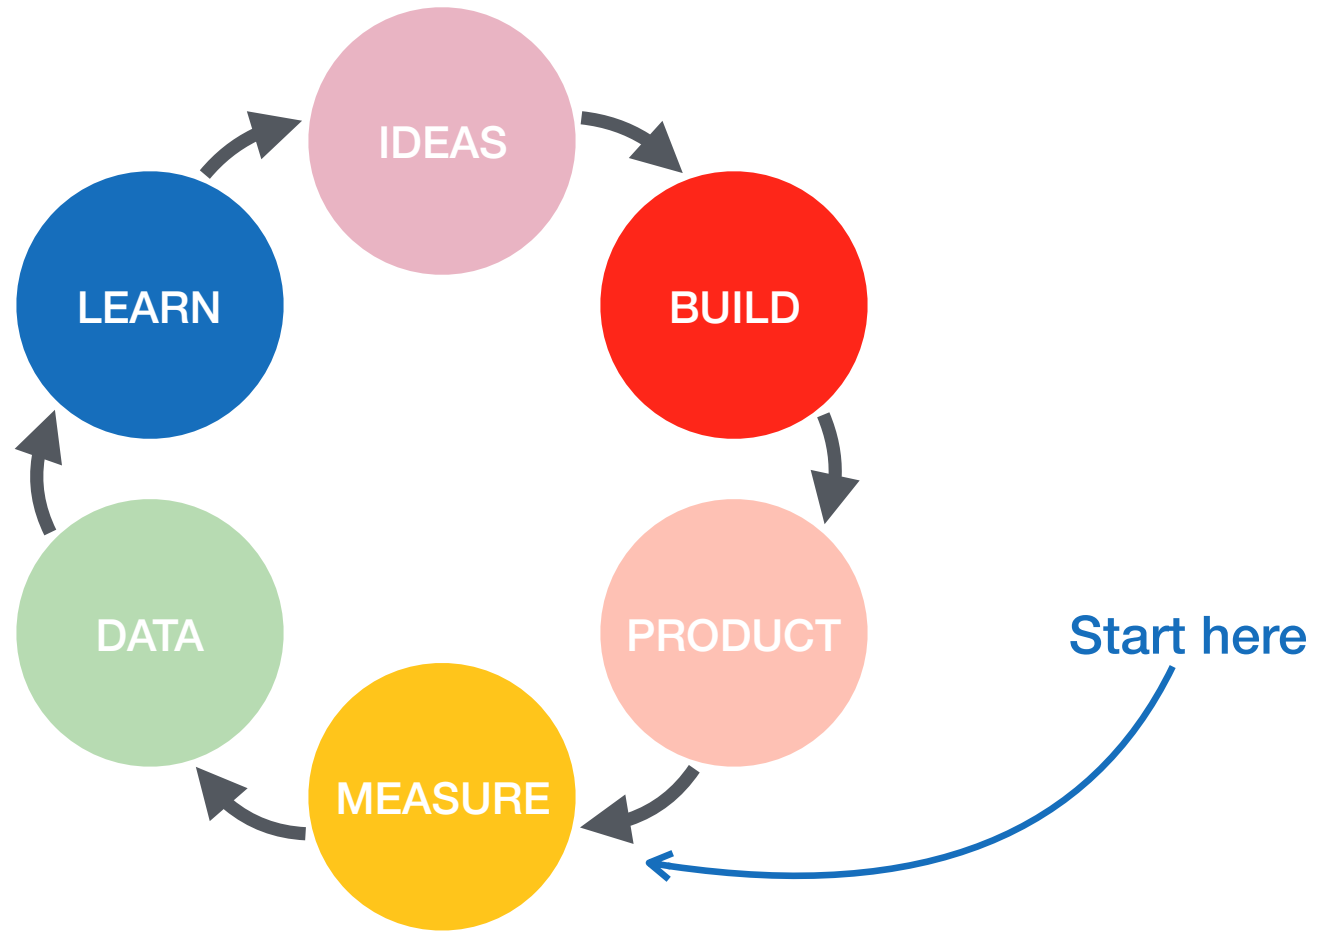 IDEAS
LEARN
BUILD
DATA
PRODUCT
Start here
MEASURE